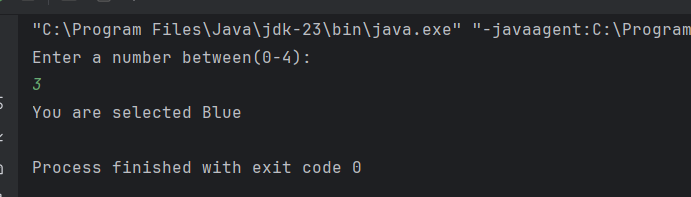 "C:\Program Files\Java\jdk-23\bin\java.exe" "-javaagent:C:\Program
Enter a number between(0-4):
3
You are selected Blue
Process finished with exit code 0